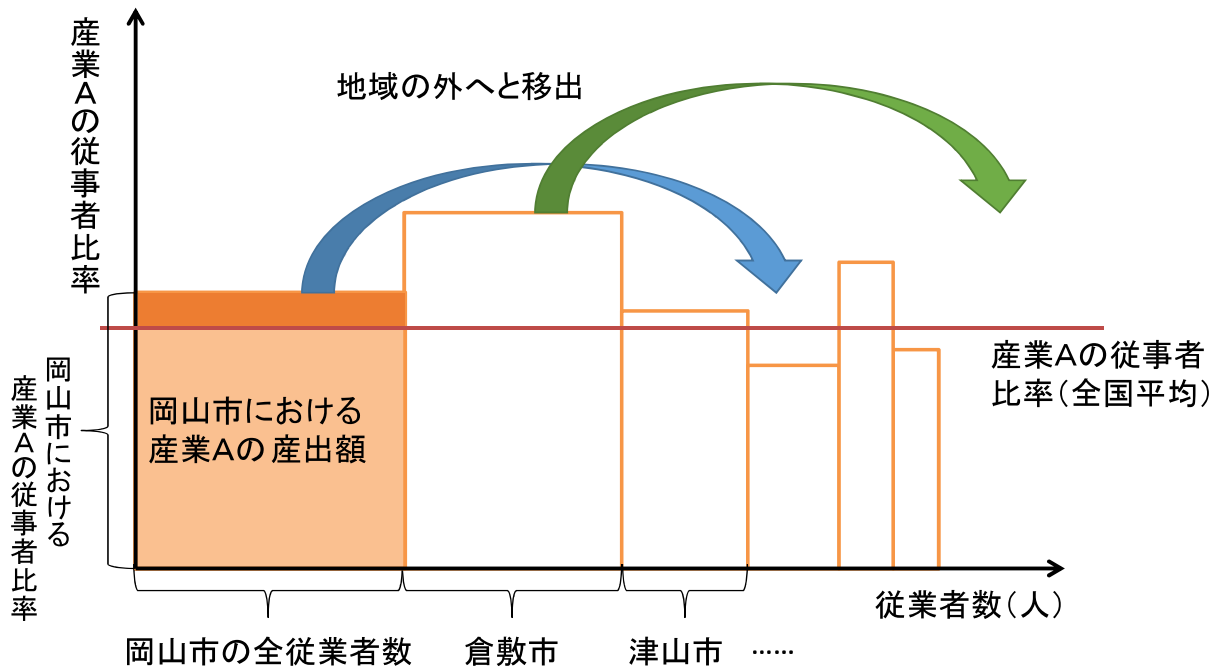 産業Aの従事者比率
地域の外へと移出
産業Aの従事者
比率(全国平均)
岡山市における
産業Aの従事者比率
岡山市における
産業Aの産出額
従業者数(人)
岡山市の全従業者数
倉敷市
津山市
……